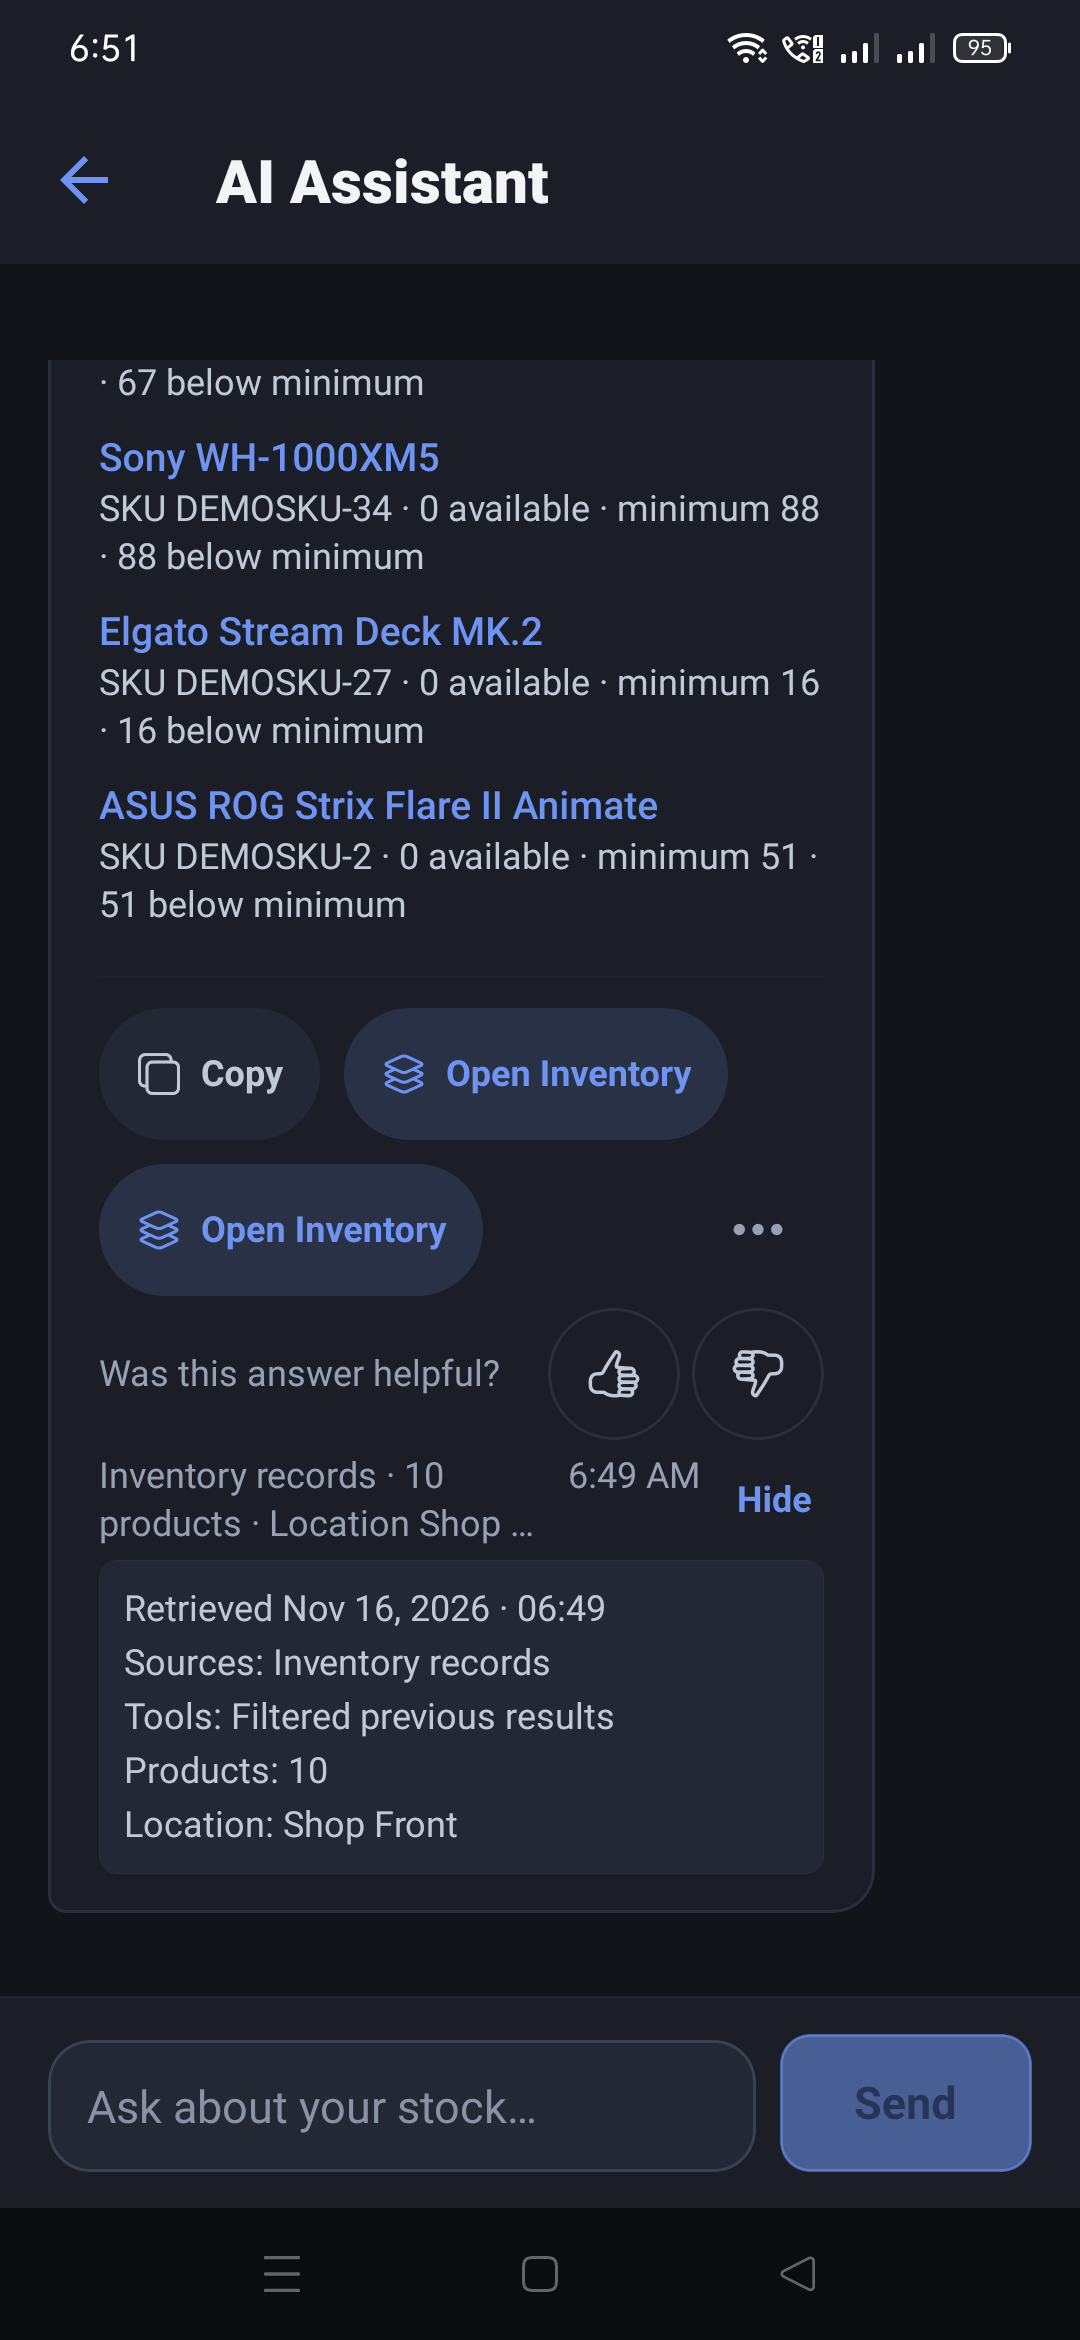 6:51
95
AI Assistant
· 67 below minimum
Sony WH-1000XM5
SKU DEMOSKU-34 · 0 available · minimum 88
· 88 below minimum
Elgato Stream Deck MK.2
SKU DEMOSKU-27 · 0 available · minimum 16
· 16 below minimum
ASUS ROG Strix Flare II Animate
SKU DEMOSKU-2 · 0 available · minimum 51 ·
51 below minimum
Copy
Open Inventory
Open Inventory
Was this answer helpful?
Inventory records · 10
products · Location Shop ...
6:49 AM
Hide
Retrieved Nov 16, 2026 · 06:49
Sources: Inventory records
Tools: Filtered previous results
Products: 10
Location: Shop Front
Ask about your stock...
Send